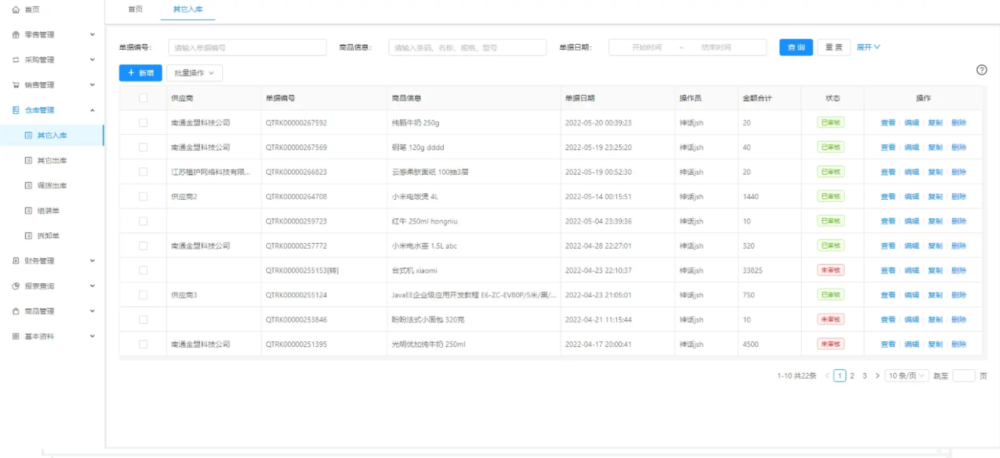 首页
零售管理
采购管理
销售管理
仓库管理
其它入库
其它出库
调拨出库
组装单
拆卸单
财务管理
报表查询
商品管理
基本资料
首页 其它入库
单据编号： 请输入单据编号 商品信息： 请输入条码、名称、规格、型号 单据日期： 开始时间 ~ 结束时间 查询 重置 展开
+ 新增 批量操作
供应商 单据编号 商品信息 单据日期 操作员 金额合计 状态 操作
南通金盟科技公司 QTRK00000267592 纯甄牛奶 250g 2022-05-20 00:39:23 神话jsh 20 已审核 查看 编辑 复制 删除
南通金盟科技公司 QTRK00000267569 钢笔 120g dddd 2022-05-19 23:25:20 神话jsh 40 已审核 查看 编辑 复制 删除
江苏植护网络科技有限... QTRK00000266823 云感柔肤面纸 100抽3层 2022-05-19 00:52:30 神话jsh 20 已审核 查看 编辑 复制 删除
供应商2 QTRK00000264708 小米电饭煲 4L 2022-05-14 00:15:51 神话jsh 1440 已审核 查看 编辑 复制 删除
QTRK00000259723 红牛 250ml hongniu 2022-05-04 23:39:36 神话jsh 10 已审核 查看 编辑 复制 删除
南通金盟科技公司 QTRK00000257772 小米电水壶 1.5L abc 2022-04-28 22:27:01 神话jsh 320 已审核 查看 编辑 复制 删除
QTRK00000255153[转] 台式机 xiaomi 2022-04-23 22:10:37 神话jsh 33825 未审核 查看 编辑 复制 删除
供应商3 QTRK00000255124 JavaEE企业级应用开发教程 E6-ZC-EV80P/5米/黑/... 2022-04-23 21:05:01 神话jsh 750 已审核 查看 编辑 复制 删除
QTRK00000253846 盼盼法式小面包 320克 2022-04-21 11:15:44 神话jsh 10 未审核 查看 编辑 复制 删除
南通金盟科技公司 QTRK00000251395 光明优加纯牛奶 250ml 2022-04-17 20:00:41 神话jsh 4500 未审核 查看 编辑 复制 删除
1-10 共22条 < 1 2 3 > 10 条/页 跳至 页